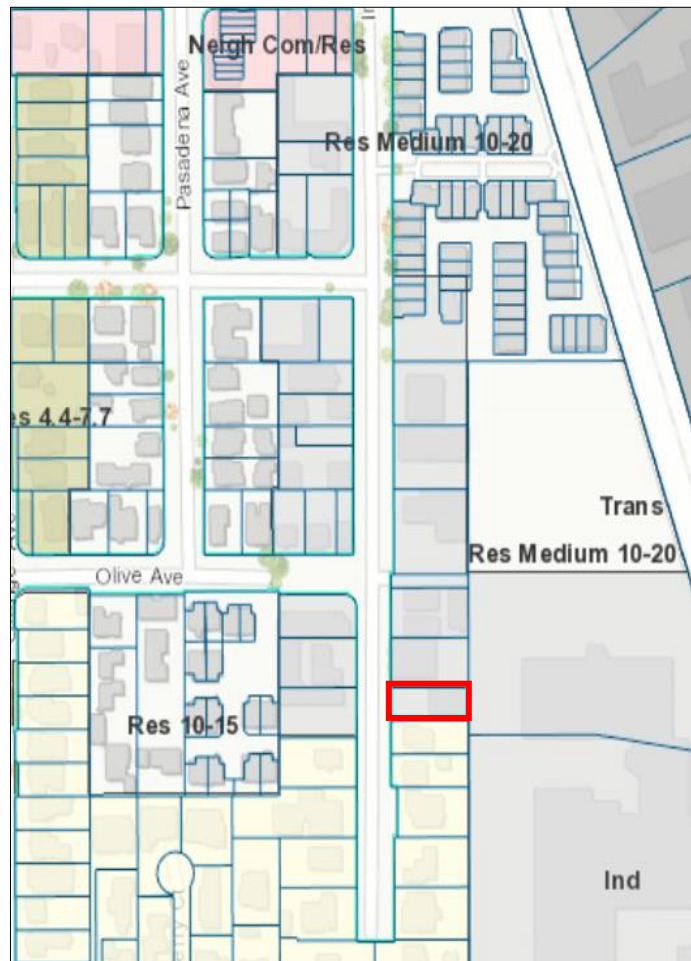 Neigh Com/Res
Pasadena Ave
Res Medium 10-20
es 4.4-7.7
Trans
Res Medium 10-20
Olive Ave
Res 10-15
Ind